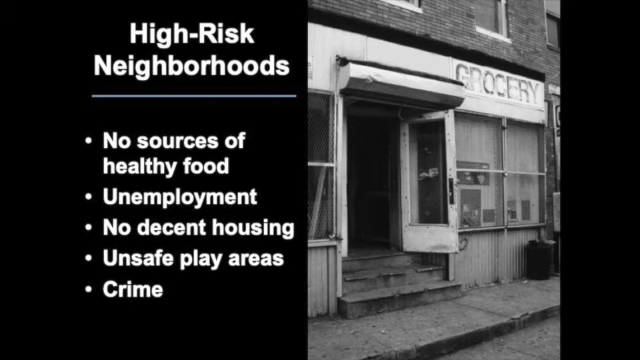 High-Risk
Neighborhoods
• No sources of
healthy food
• Unemployment
• No decent housing
• Unsafe play areas
• Crime
GROCERY